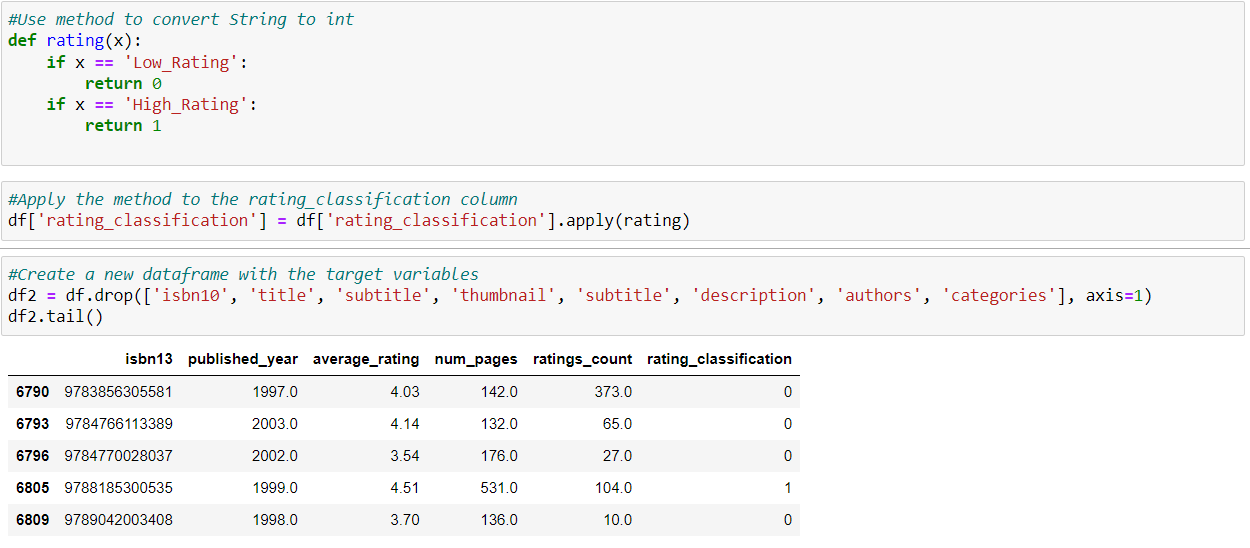 #Use method to convert String to int
def rating(x):
    if x == 'Low_Rating':
        return 0
    if x == 'High_Rating':
        return 1
#Apply the method to the rating_classification column
df['rating_classification'] = df['rating_classification'].apply(rating)
#Create a new dataframe with the target variables
df2 = df.drop(['isbn10', 'title', 'subtitle', 'thumbnail', 'subtitle', 'description', 'authors', 'categories'], axis=1)
df2.tail()
isbn13 published_year average_rating num_pages ratings_count rating_classification
6790 9783856305581 1997.0 4.03 142.0 373.0 0
6793 9784766113389 2003.0 4.14 132.0 65.0 0
6796 9784770028037 2002.0 3.54 176.0 27.0 0
6805 9788185300535 1999.0 4.51 531.0 104.0 1
6809 9789042003408 1998.0 3.70 136.0 10.0 0